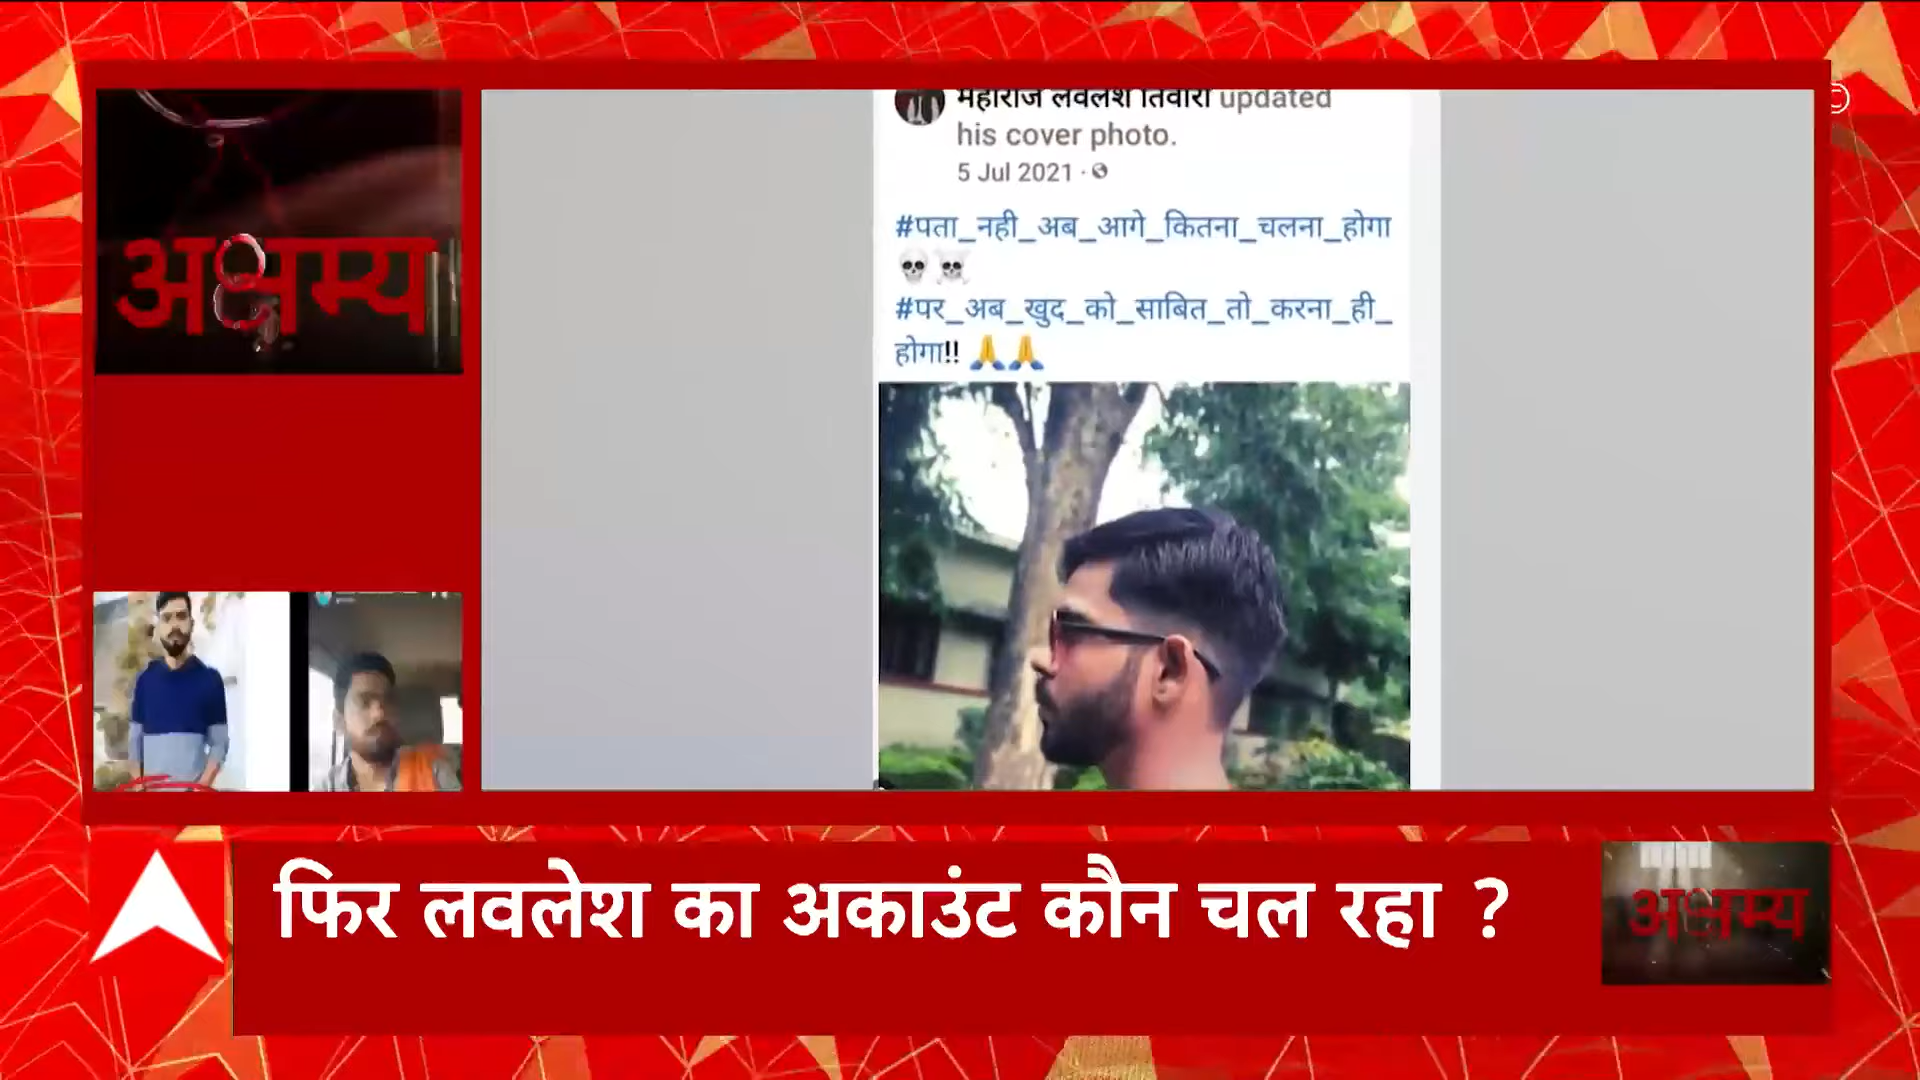 महाराज लवलेश तिवारी updated
his cover photo.
5 Jul 2021
#पता_नही_अब_आगे_कितना_चलना_होगा
#पर_अब_खुद_को_साबित_तो_करना_ही_
होगा!!
अक्षम्य
फिर लवलेश का अकाउंट कौन चल रहा ?
अक्षम्य